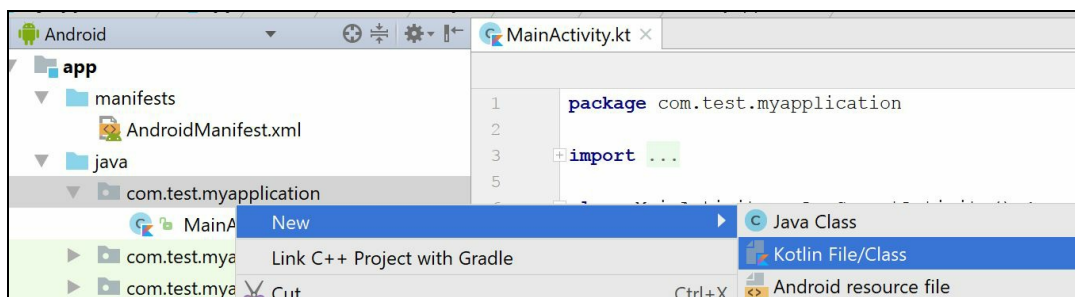 Android
MainActivity.kt
app
manifests
AndroidManifest.xml
java
com.test.myapplication
MainA
com.test.mya
com.test.mya
1
2
3
5
package com.test.myapplication
import ...
New
Link C++ Project with Gradle
Cut
Ctrl+X
Java Class
Kotlin File/Class
Android resource file